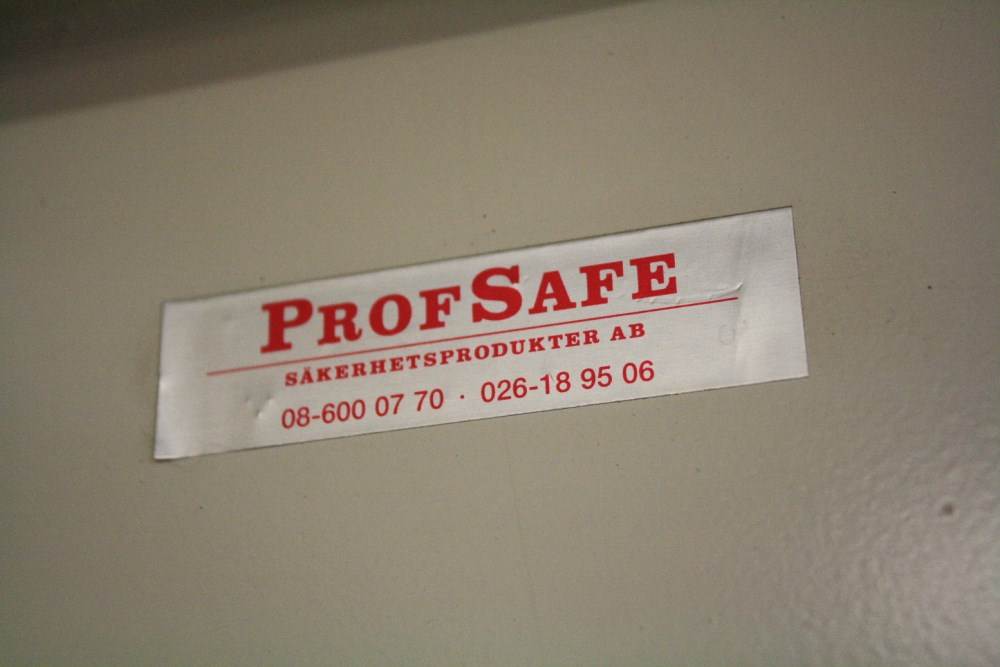 PROFSAFE
SÄKERHETSPRODUKTER AB
08-600 07 70 · 026-18 95 06